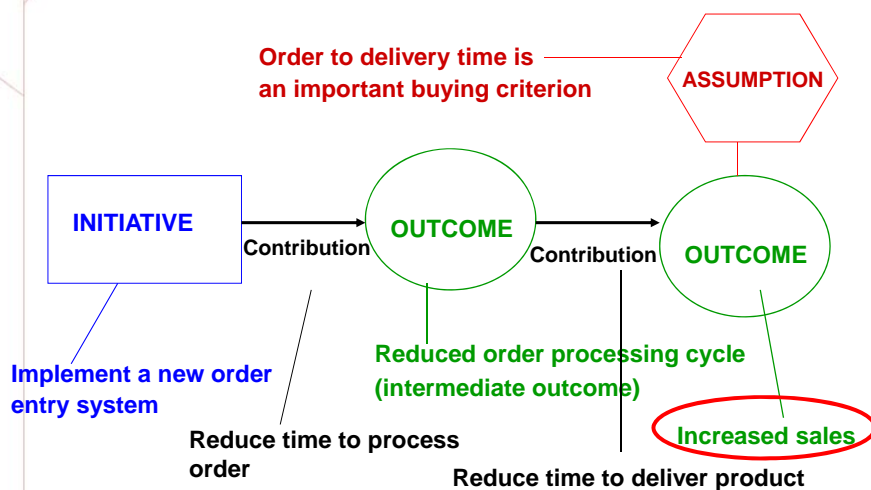 Order to delivery time is
an important buying criterion
ASSUMPTION
INITIATIVE
Contribution
OUTCOME
Contribution
OUTCOME
Implement a new order
entry system
Reduce time to process
order
Reduced order processing cycle
(intermediate outcome)
Reduce time to deliver product
Increased sales